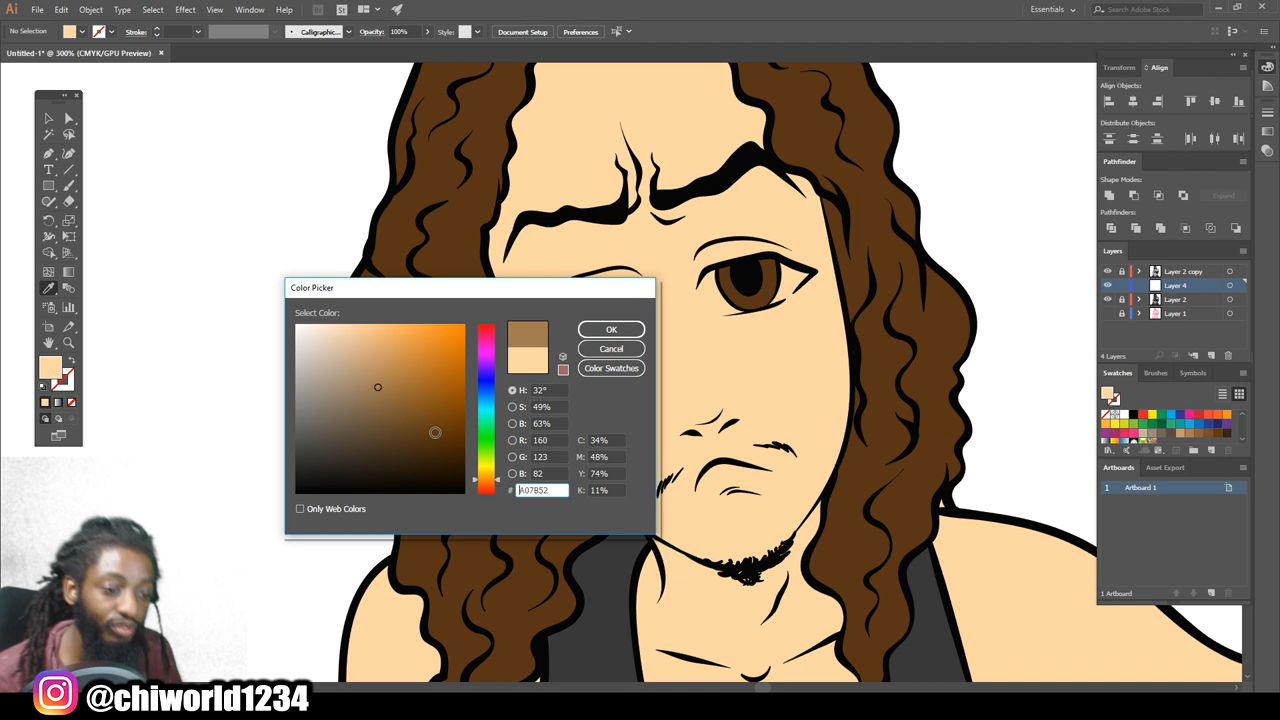 Ai File Edit Object Type Select Effect View Window Help Br St Essentials Search Adobe Stock
No Selection Stroke: Calligraphic... Opacity: 100% Style: Document Setup Preferences
Untitled-1* @ 300% (CMYK/GPU Preview)
Transform Align
Align Objects:
Distribute Objects:
Pathfinder
Shape Modes:
Expand
Pathfinders:
Layers
Layer 2 copy
Layer 4
Layer 2
Layer 1
4 Layers
Swatches Brushes Symbols
Artboards Asset Export
1 Artboard 1
1 Artboard
Color Picker
Select Color:
OK
Cancel
Color Swatches
H: 32°
S: 49%
B: 63%
R: 160 C: 34%
G: 123 M: 48%
B: 82 Y: 74%
# A07B52 K: 11%
Only Web Colors
@chiworld1234